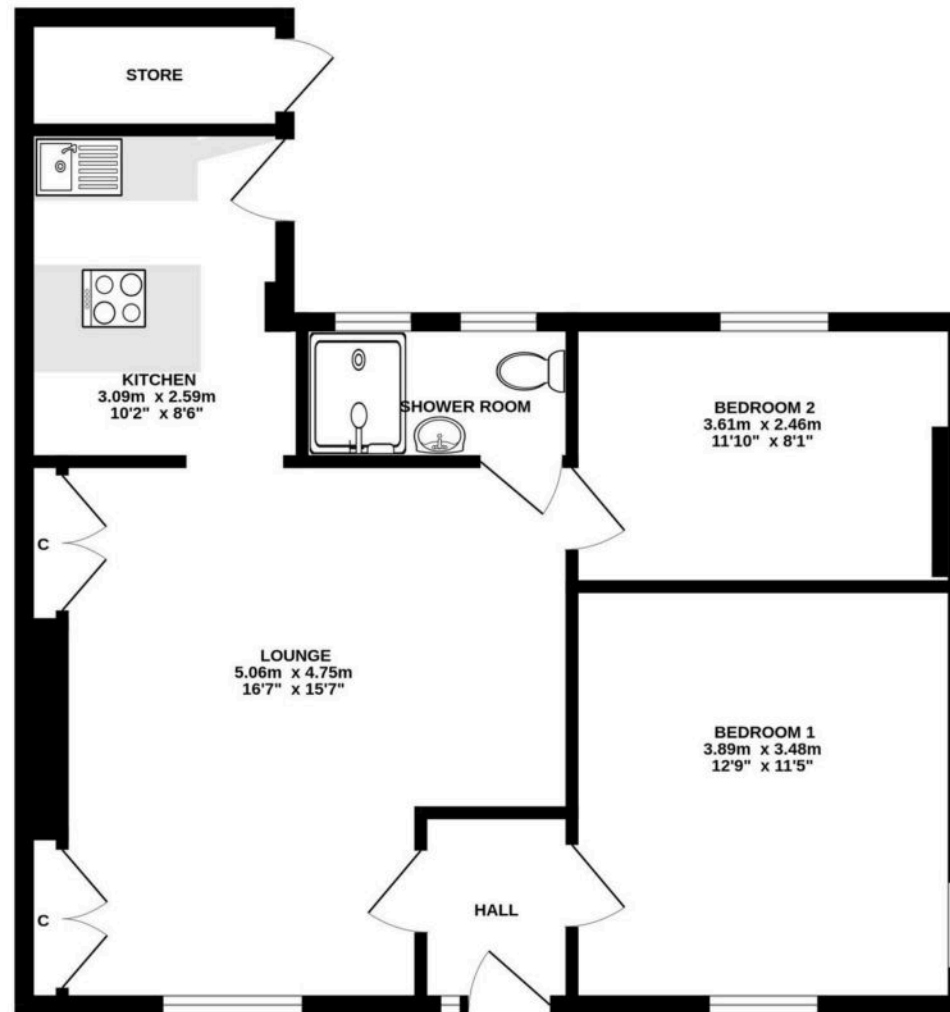 STORE
KITCHEN
3.09m x 2.59m
10'2" x 8'6"
SHOWER ROOM
BEDROOM 2
3.61m x 2.46m
11'10" x 8'1"
C
LOUNGE
5.06m x 4.75m
16'7" x 15'7"
BEDROOM 1
3.89m x 3.48m
12'9" x 11'5"
HALL
C